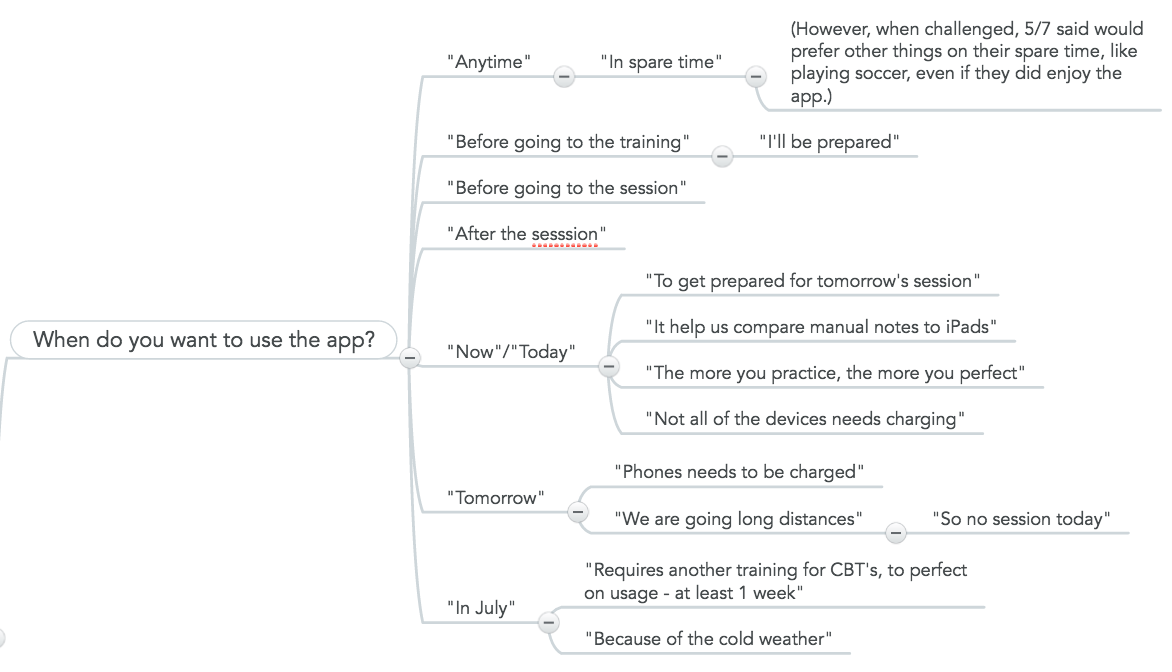 When do you want to use the app?
"Anytime"
"In spare time"
(However, when challenged, 5/7 said would
prefer other things on their spare time, like
playing soccer, even if they did enjoy the
app.)
"Before going to the training"
"I'll be prepared"
"Before going to the session"
"After the sesssion"
"Now"/"Today"
"To get prepared for tomorrow's session"
"It help us compare manual notes to iPads"
"The more you practice, the more you perfect"
"Not all of the devices needs charging"
"Tomorrow"
"Phones needs to be charged"
"We are going long distances"
"So no session today"
"In July"
"Requires another training for CBT's, to perfect
on usage - at least 1 week"
"Because of the cold weather"